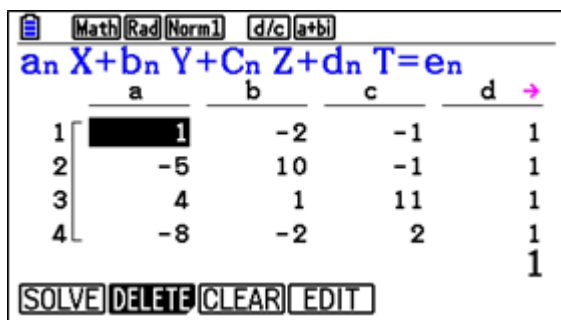 Math Rad Norm1 d/c a+bi
an X+bn Y+Cn Z+dn T=en
a b c d →
1 1 -2 -1 1
2 -5 10 -1 1
3 4 1 11 1
4 -8 -2 2 1
1
SOLVE DELETE CLEAR EDIT